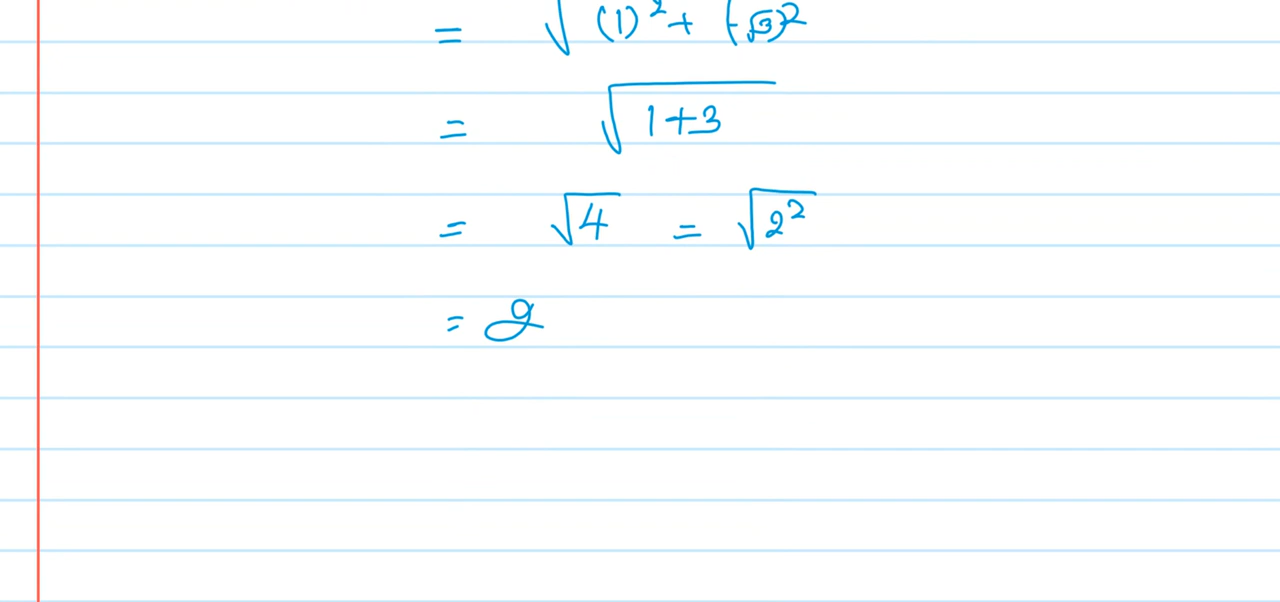 = √(1)² + (-√3)²
= √1+3
= √4 = √2²
= 2